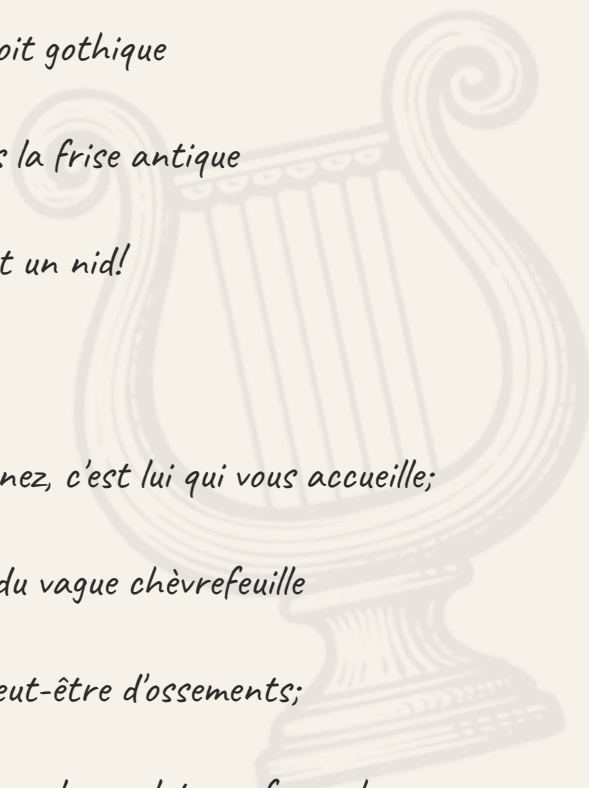 oit gothique
s la frise antique
t un nid!
nez, c'est lui qui vous accueille;
du vague chèvrefeuille
eut-être d'ossements;